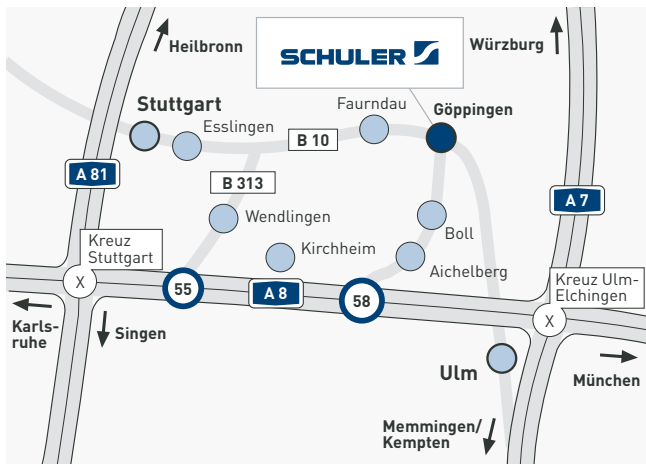 Heilbronn
SCHULER
Würzburg
Stuttgart
Esslingen
Faurndau
Göppingen
B 10
A 81
B 313
A 7
Wendlingen
Boll
Kreuz
Stuttgart
Kirchheim
Aichelberg
Kreuz Ulm-
Elchingen
X
55
A 8
58
X
Karls-
ruhe
Singen
Ulm
München
Memmingen/
Kempten